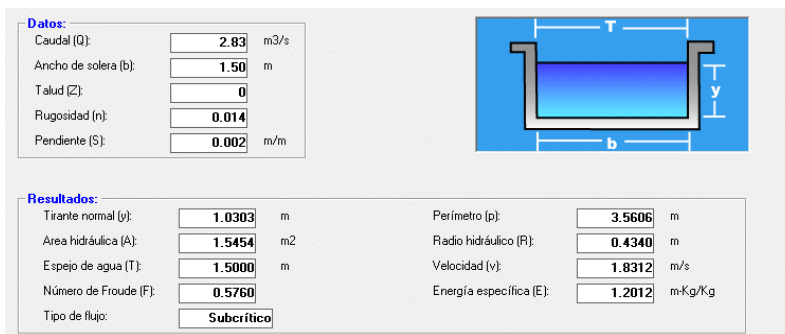 Datos:
Caudal (Q): 2.83 m3/s
Ancho de solera (b): 1.50 m
Talud (Z): 0
Rugosidad (n): 0.014
Pendiente (S): 0.002 m/m
T
y
b
Resultados:
Tirante normal (y): 1.0303 m Perímetro (p): 3.5606 m
Area hidráulica (A): 1.5454 m2 Radio hidráulico (R): 0.4340 m
Espejo de agua (T): 1.5000 m Velocidad (v): 1.8312 m/s
Número de Froude (F): 0.5760 Energía específica (E): 1.2012 m-Kg/Kg
Tipo de flujo: Subcrítico